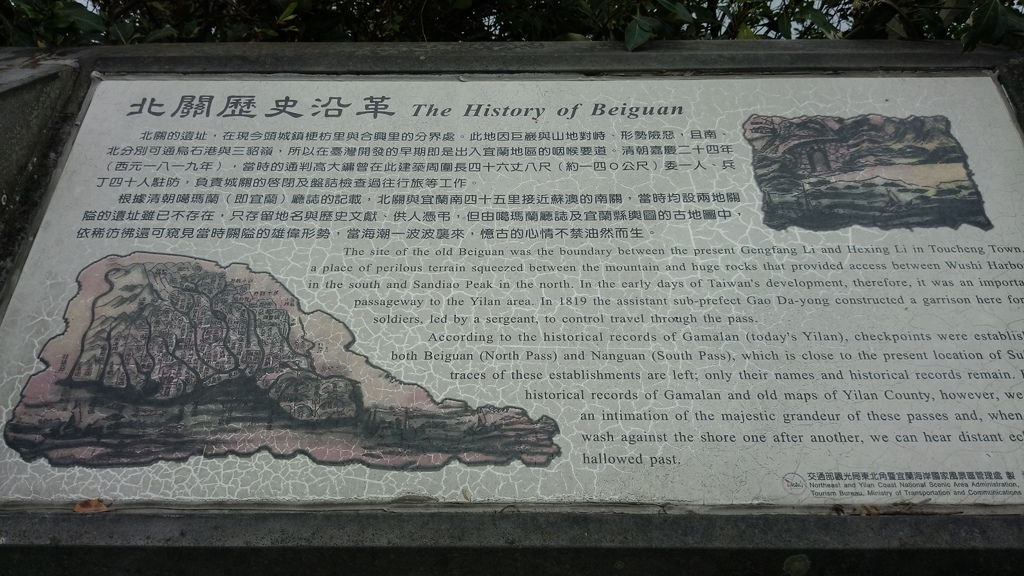 北關歷史沿革 The History of Beiguan
北關的遺址，在現今頭城鎮梗枋里與合興里的分界處。此地因巨巖與山地對峙、形勢險惡，且南、
北分別可通烏石港與三貂嶺，所以在臺灣開發的早期即是出入宜蘭地區的咽喉要道。清朝嘉慶二十四年
（西元一八一九年），當時的通判高大鏞曾在此建築周圍長四十六丈八尺（約一四○公尺）委一人、兵
丁四十人駐防，負責城關的啓閉及盤詰檢查過往行旅等工作。
根據清朝噶瑪蘭（即宜蘭）廳誌的記載，北關與宜蘭南四十五里接近蘇澳的南關，當時均設兩地關
隘的遺址雖已不存在，只存留地名與歷史文獻、供人憑弔，但由噶瑪蘭廳誌及宜蘭縣輿圖的古地圖中，
依稀彷彿還可窺見當時關隘的雄偉形勢，當海潮一波波襲來，憶古的心情不禁油然而生。
The site of the old Beiguan was the boundary between the present Gengfang Li and Hexing Li in Toucheng Town,
a place of perilous terrain squeezed between the mountain and huge rocks that provided access between Wushi Harbo
in the south and Sandiao Peak in the north. In the early days of Taiwan's development, therefore, it was an importa
passageway to the Yilan area. In 1819 the assistant sub-prefect Gao Da-yong constructed a garrison here for
soldiers, led by a sergeant, to control travel through the pass.
According to the historical records of Gamalan (today's Yilan), checkpoints were establis
both Beiguan (North Pass) and Nanguan (South Pass), which is close to the present location of Su
traces of these establishments are left; only their names and historical records remain.
historical records of Gamalan and old maps of Yilan County, however, we
an intimation of the majestic grandeur of these passes and, when
wash against the shore one after another, we can hear distant ec
hallowed past.
交通部觀光局東北角暨宜蘭海岸國家風景區管理處 製
Northeast and Yilan Coast National Scenic Area Administration,
Tourism Bureau, Ministry of Transportation and Communications